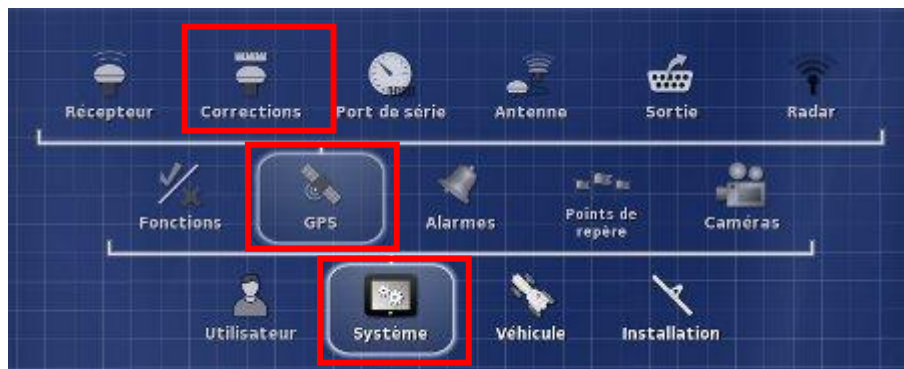 Récepteur Corrections Port de série Antenne Sortie Radar
Fonctions GPS Alarmes Points de repère Caméras
Utilisateur Système Véhicule Installation